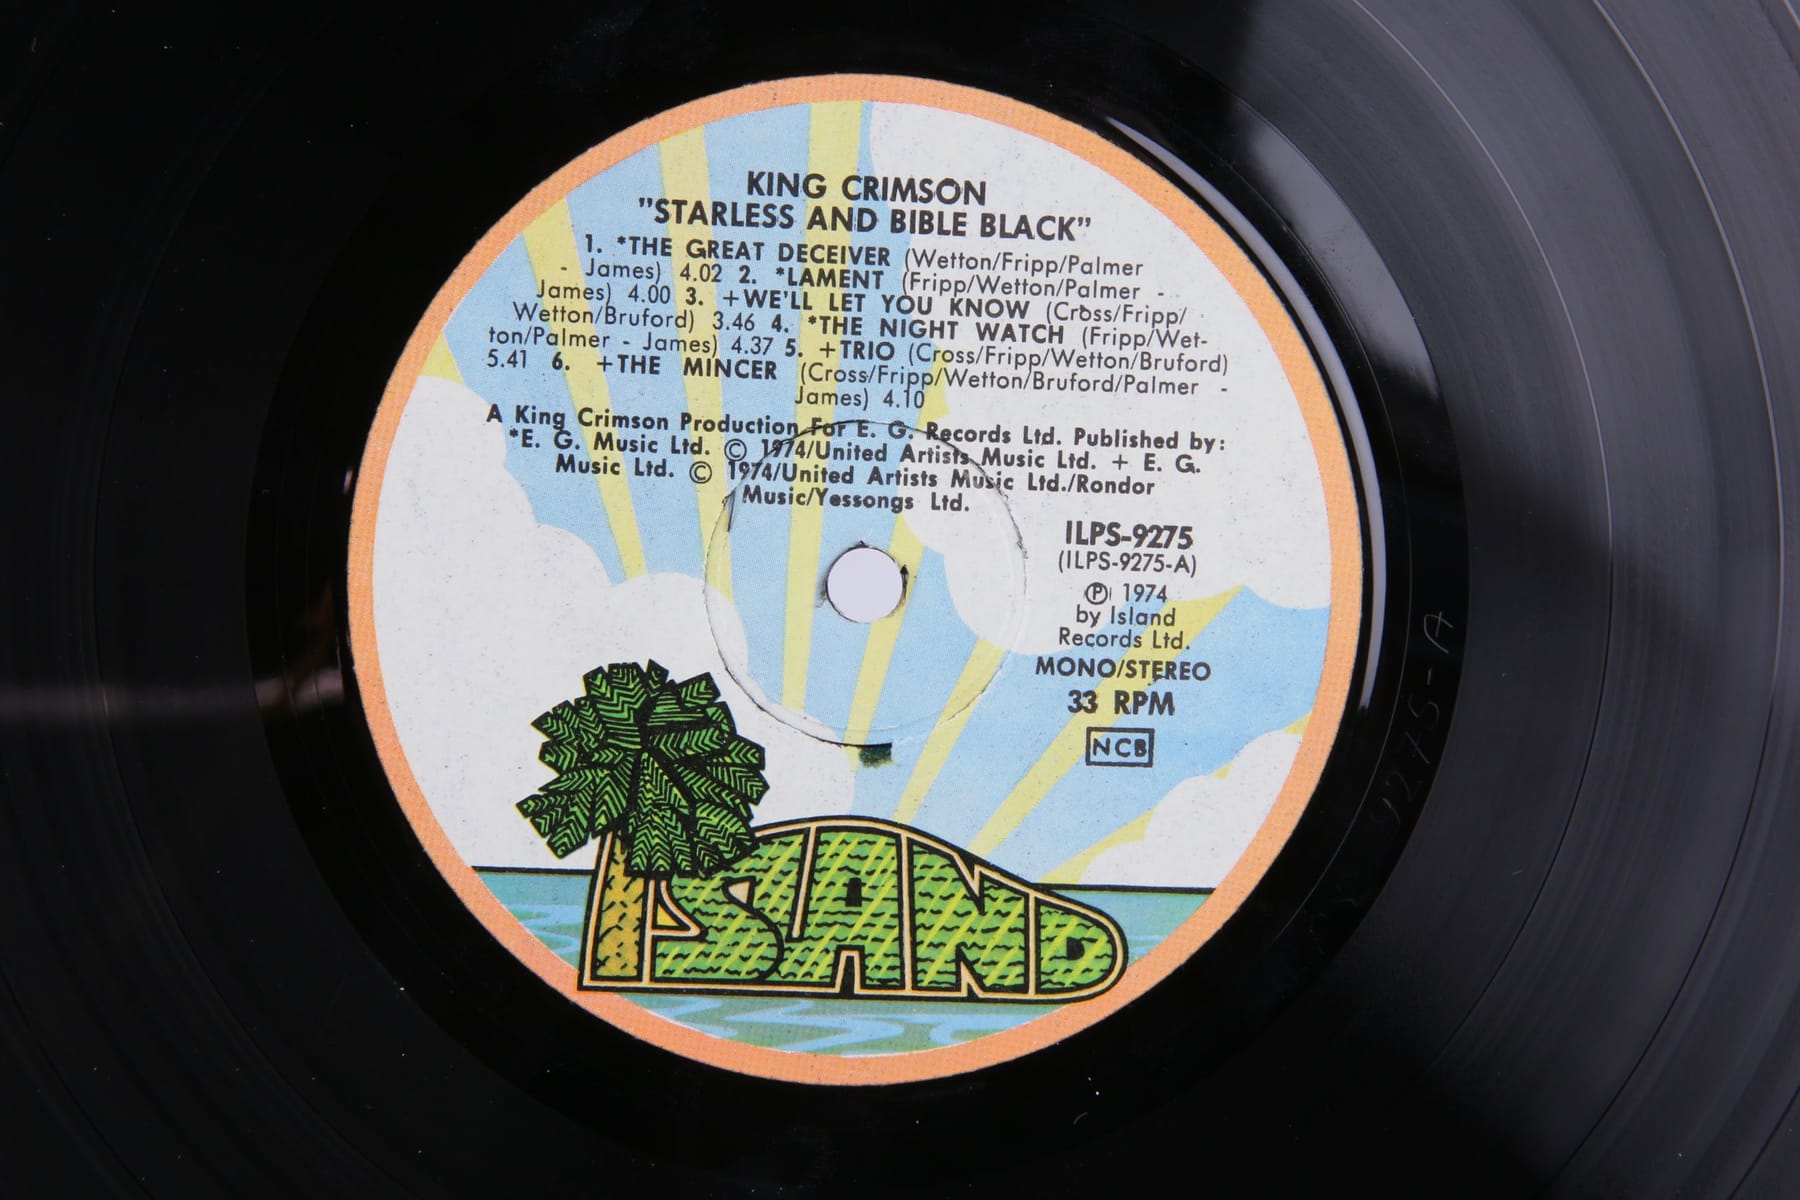 KING CRIMSON
"STARLESS AND BIBLE BLACK"
1. *THE GREAT DECEIVER (Wetton/Fripp/Palmer
- James) 4.02 2. *LAMENT (Fripp/Wetton/Palmer -
James) 4.00 3. +WE'LL LET YOU KNOW (Cross/Fripp/
Wetton/Bruford) 3.46 4. *THE NIGHT WATCH (Fripp/Wet-
ton/Palmer - James) 4.37 5. +TRIO (Cross/Fripp/Wetton/Bruford)
5.41 6. +THE MINCER (Cross/Fripp/Wetton/Bruford/Palmer -
James) 4.10
A King Crimson Production For E. G. Records Ltd. Published by:
*E. G. Music Ltd. © 1974/United Artists Music Ltd. + E. G.
Music Ltd. © 1974/United Artists Music Ltd./Rondor
Music/Yessongs Ltd.
ILPS-9275
(ILPS-9275-A)
℗ 1974
by Island
Records Ltd.
MONO/STEREO
33 RPM
NCB
ISLAND
9275-A